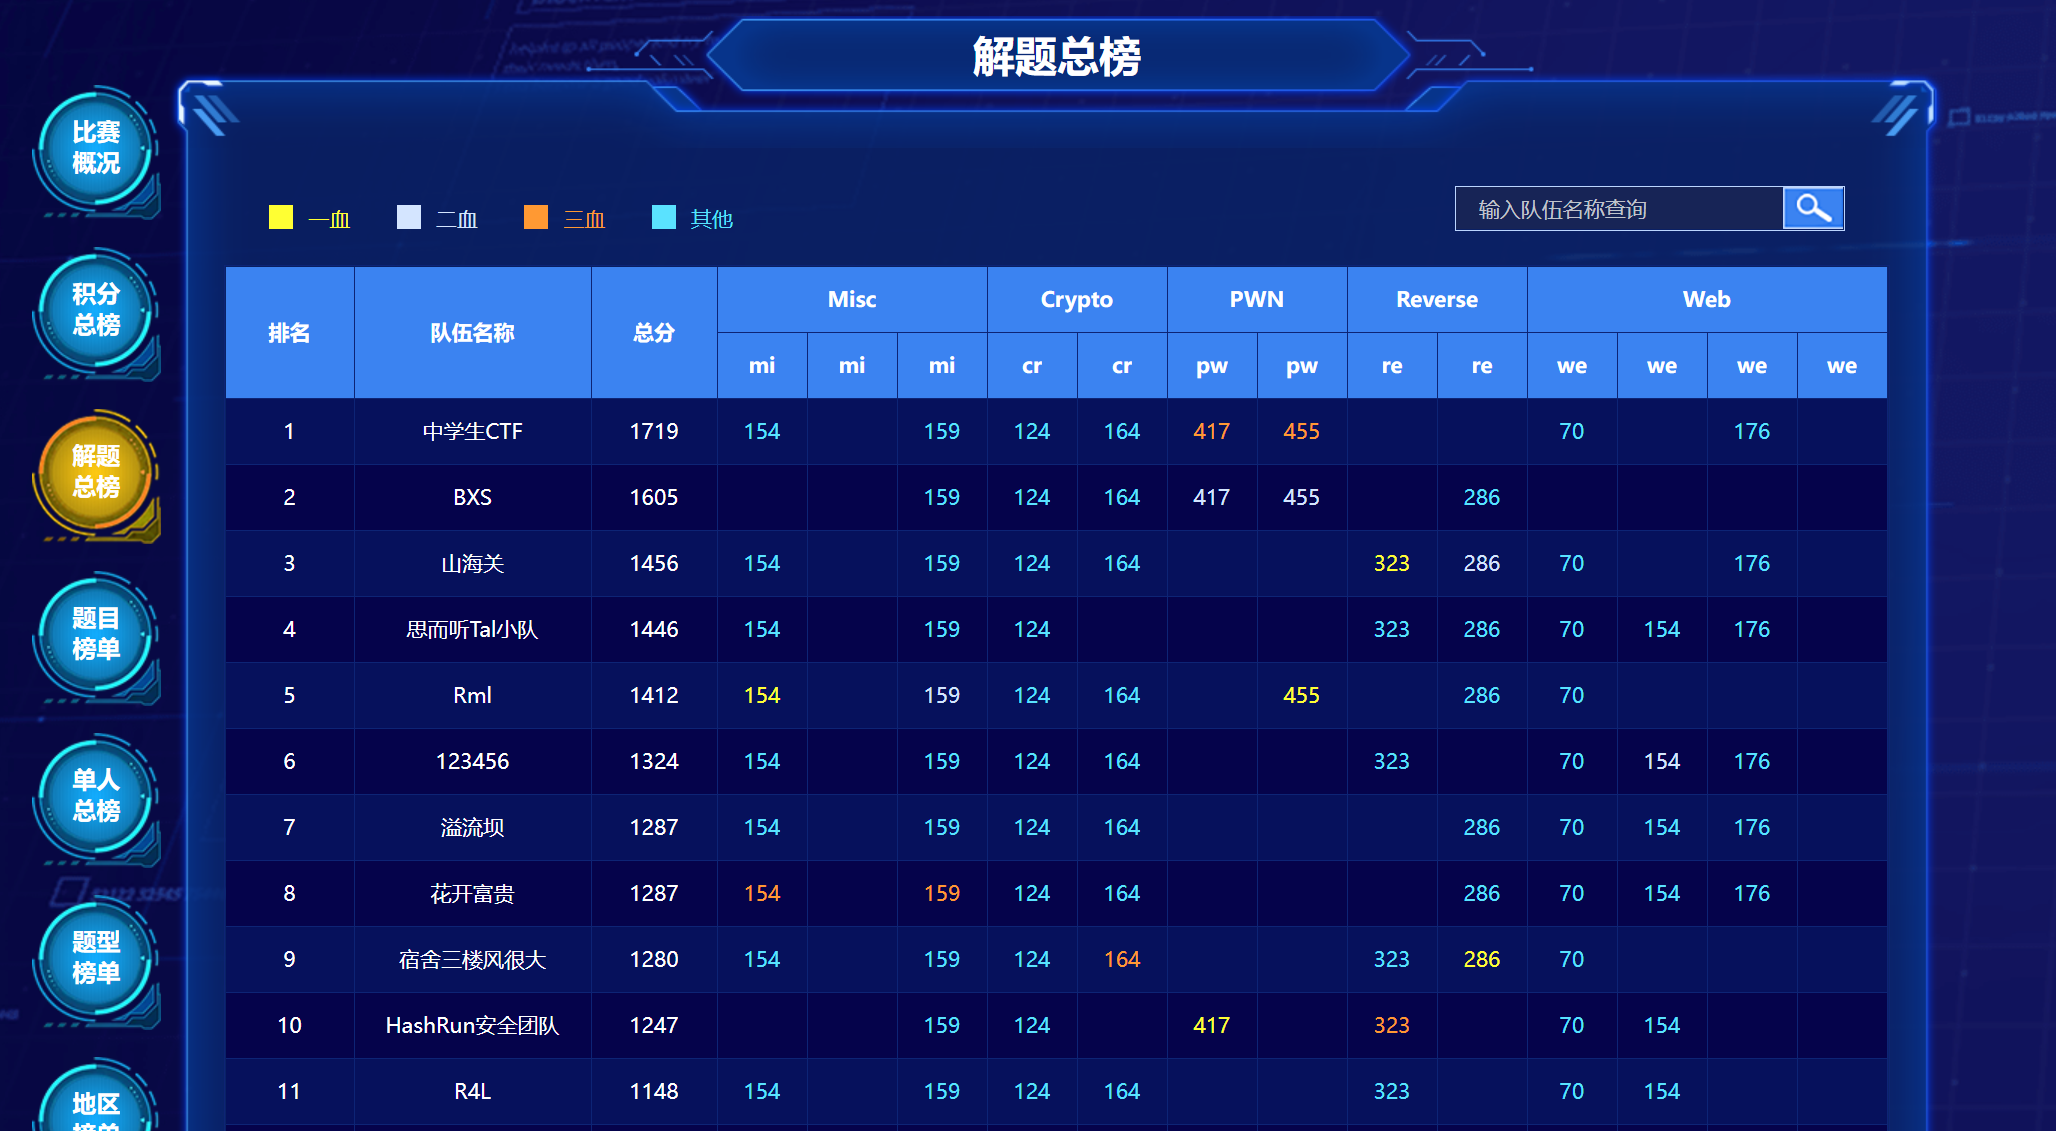 解题总榜
比赛
概况
积分
总榜
解题
总榜
题目
榜单
单人
总榜
题型
榜单
地区
一血 二血 三血 其他
输入队伍名称查询
排名 队伍名称 总分 Misc Crypto PWN Reverse Web
mi mi mi cr cr pw pw re re we we we we
1 中学生CTF 1719 154 159 124 164 417 455 70 176
2 BXS 1605 159 124 164 417 455 286
3 山海关 1456 154 159 124 164 323 286 70 176
4 思而听Tal小队 1446 154 159 124 323 286 70 154 176
5 Rml 1412 154 159 124 164 455 286 70
6 123456 1324 154 159 124 164 323 70 154 176
7 溢流坝 1287 154 159 124 164 286 70 154 176
8 花开富贵 1287 154 159 124 164 286 70 154 176
9 宿舍三楼风很大 1280 154 159 124 164 323 286 70
10 HashRun安全团队 1247 159 124 417 323 70 154
11 R4L 1148 154 159 124 164 323 70 154